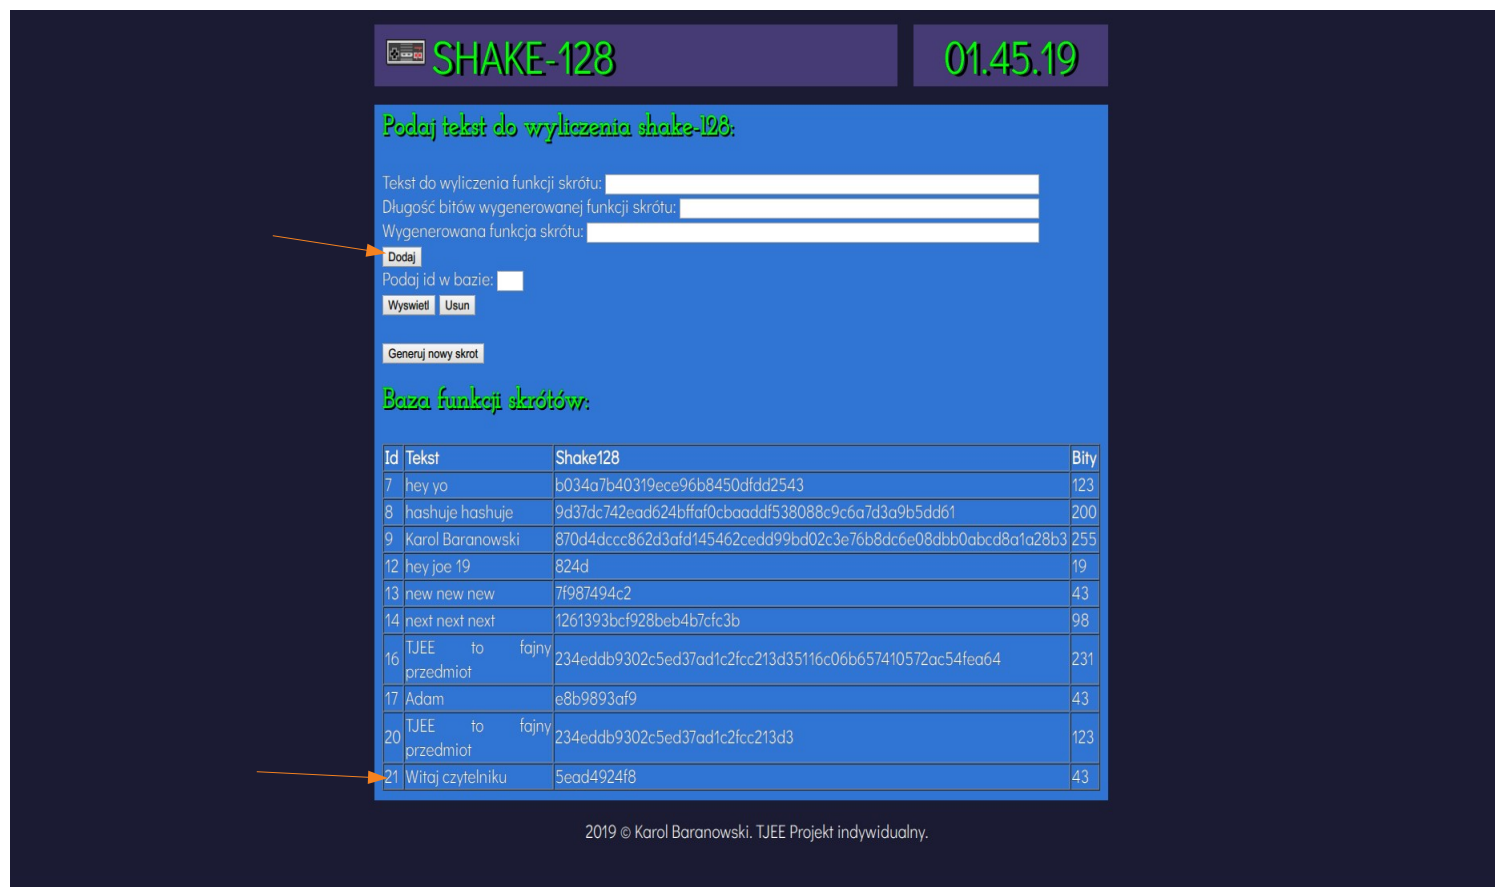 SHAKE-128
01.45.19
Podaj tekst do wyliczenia shake-128:
Tekst do wyliczenia funkcji skrótu:
Długość bitów wygenerowanej funkcji skrótu:
Wygenerowana funkcja skrótu:
Dodaj
Podaj id w bazie:
Wyswietl Usun
Generuj nowy skrot
Baza funkcji skrótów:
Id Tekst Shake128 Bity
7 hey yo b034a7b40319ece96b8450dfdd2543 123
8 hashuje hashuje 9d37dc742ead624bffaf0cbaaddf538088c9c6a7d3a9b5dd61 200
9 Karol Baranowski 870d4dccc862d3afd145462cedd99bd02c3e76b8dc6e08dbb0abcd8a1a28b3 255
12 hey joe 19 824d 19
13 new new new 7f987494c2 43
14 next next next 1261393bcf928beb4b7cfc3b 98
16 TJEE to fajny przedmiot 234eddb9302c5ed37ad1c2fcc213d35116c06b657410572ac54fea64 231
17 Adam e8b9893af9 43
20 TJEE to fajny przedmiot 234eddb9302c5ed37ad1c2fcc213d3 123
21 Witaj czytelniku 5ead4924f8 43
2019 © Karol Baranowski. TJEE Projekt indywidualny.